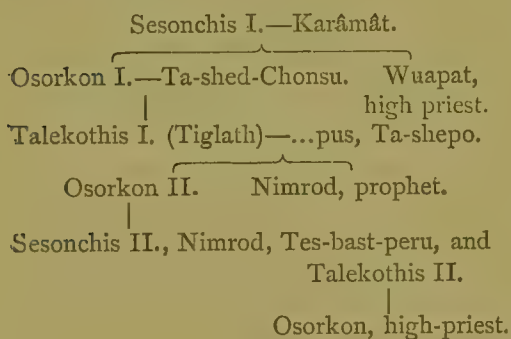 Sesonchis I.—Karâmât.
Osorkon I.—Ta-shed-Chonsu. Wuapat,
high priest.
Talekothis I. (Tiglath)—...pus, Ta-shepo.
Osorkon II. Nimrod, prophet.
Sesonchis II., Nimrod, Tes-bast-peru, and
Talekothis II.
Osorkon, high-priest.